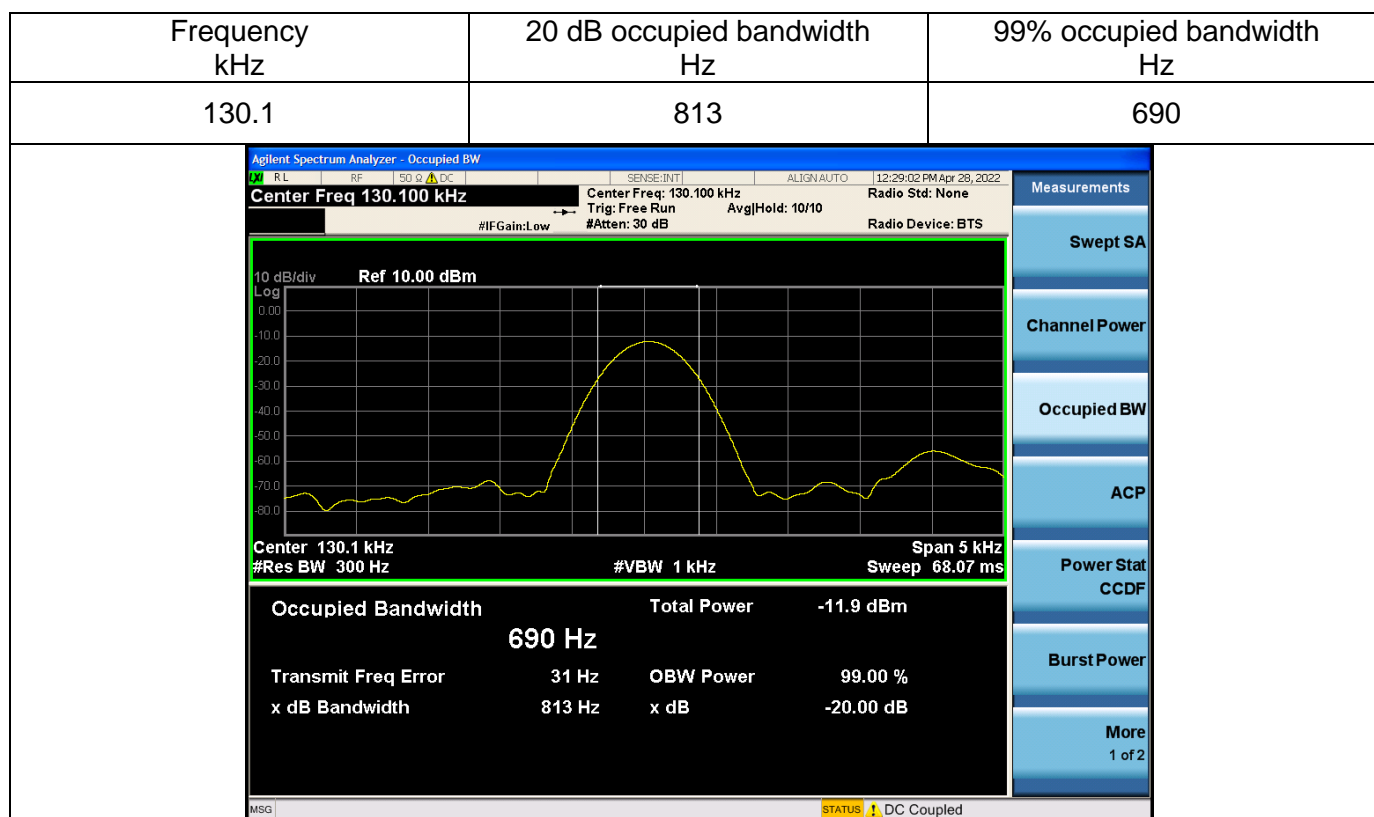 Frequency
kHz
20 dB occupied bandwidth
Hz
99% occupied bandwidth
Hz
130.1
813
690
Agilent Spectrum Analyzer - Occupied BW
LXI RL RF 50 Ω DC SENSE:INT ALIGN AUTO 12:29:02 PM Apr 28, 2022
Center Freq 130.100 kHz
Center Freq: 130.100 kHz
Radio Std: None
Trig: Free Run Avg|Hold: 10/10
#IFGain:Low #Atten: 30 dB
Radio Device: BTS
10 dB/div Ref 10.00 dBm
Log
0.00
-10.0
-20.0
-30.0
-40.0
-50.0
-60.0
-70.0
-80.0
Center 130.1 kHz Span 5 kHz
#Res BW 300 Hz #VBW 1 kHz Sweep 68.07 ms
Occupied Bandwidth Total Power -11.9 dBm
690 Hz
Transmit Freq Error 31 Hz OBW Power 99.00 %
x dB Bandwidth 813 Hz x dB -20.00 dB
MSG STATUS DC Coupled
Measurements
Swept SA
Channel Power
Occupied BW
ACP
Power Stat
CCDF
Burst Power
More
1 of 2